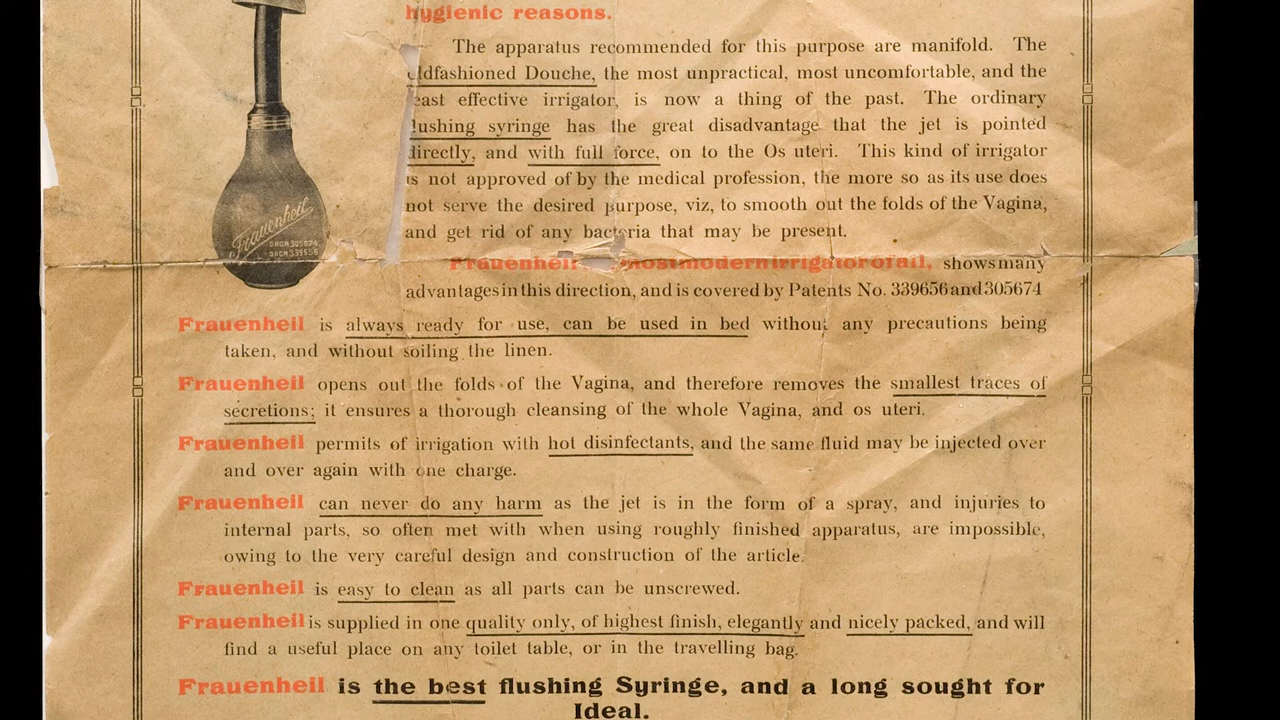 hygienic reasons.
The apparatus recommended for this purpose are manifold. The
oldfashioned Douche, the most unpractical, most uncomfortable, and the
least effective irrigator, is now a thing of the past. The ordinary
flushing syringe has the great disadvantage that the jet is pointed
directly, and with full force, on to the Os uteri. This kind of irrigator
is not approved of by the medical profession, the more so as its use does
not serve the desired purpose, viz, to smooth out the folds of the Vagina,
and get rid of any bacteria that may be present.
Frauenheil most modern irrigator of all, shows many
advantages in this direction, and is covered by Patents No. 339656 and 305674
Frauenheil is always ready for use, can be used in bed without any precautions being
taken, and without soiling the linen.
Frauenheil opens out the folds of the Vagina, and therefore removes the smallest traces of
secretions; it ensures a thorough cleansing of the whole Vagina, and os uteri.
Frauenheil permits of irrigation with hot disinfectants, and the same fluid may be injected over
and over again with one charge.
Frauenheil can never do any harm as the jet is in the form of a spray, and injuries to
internal parts, so often met with when using roughly finished apparatus, are impossible,
owing to the very careful design and construction of the article.
Frauenheil is easy to clean as all parts can be unscrewed.
Frauenheil is supplied in one quality only, of highest finish, elegantly and nicely packed, and will
find a useful place on any toilet table, or in the travelling bag.
Frauenheil is the best flushing Syringe, and a long sought for
Ideal.
Frauenheil
DRGM 305674
DRGM 339656